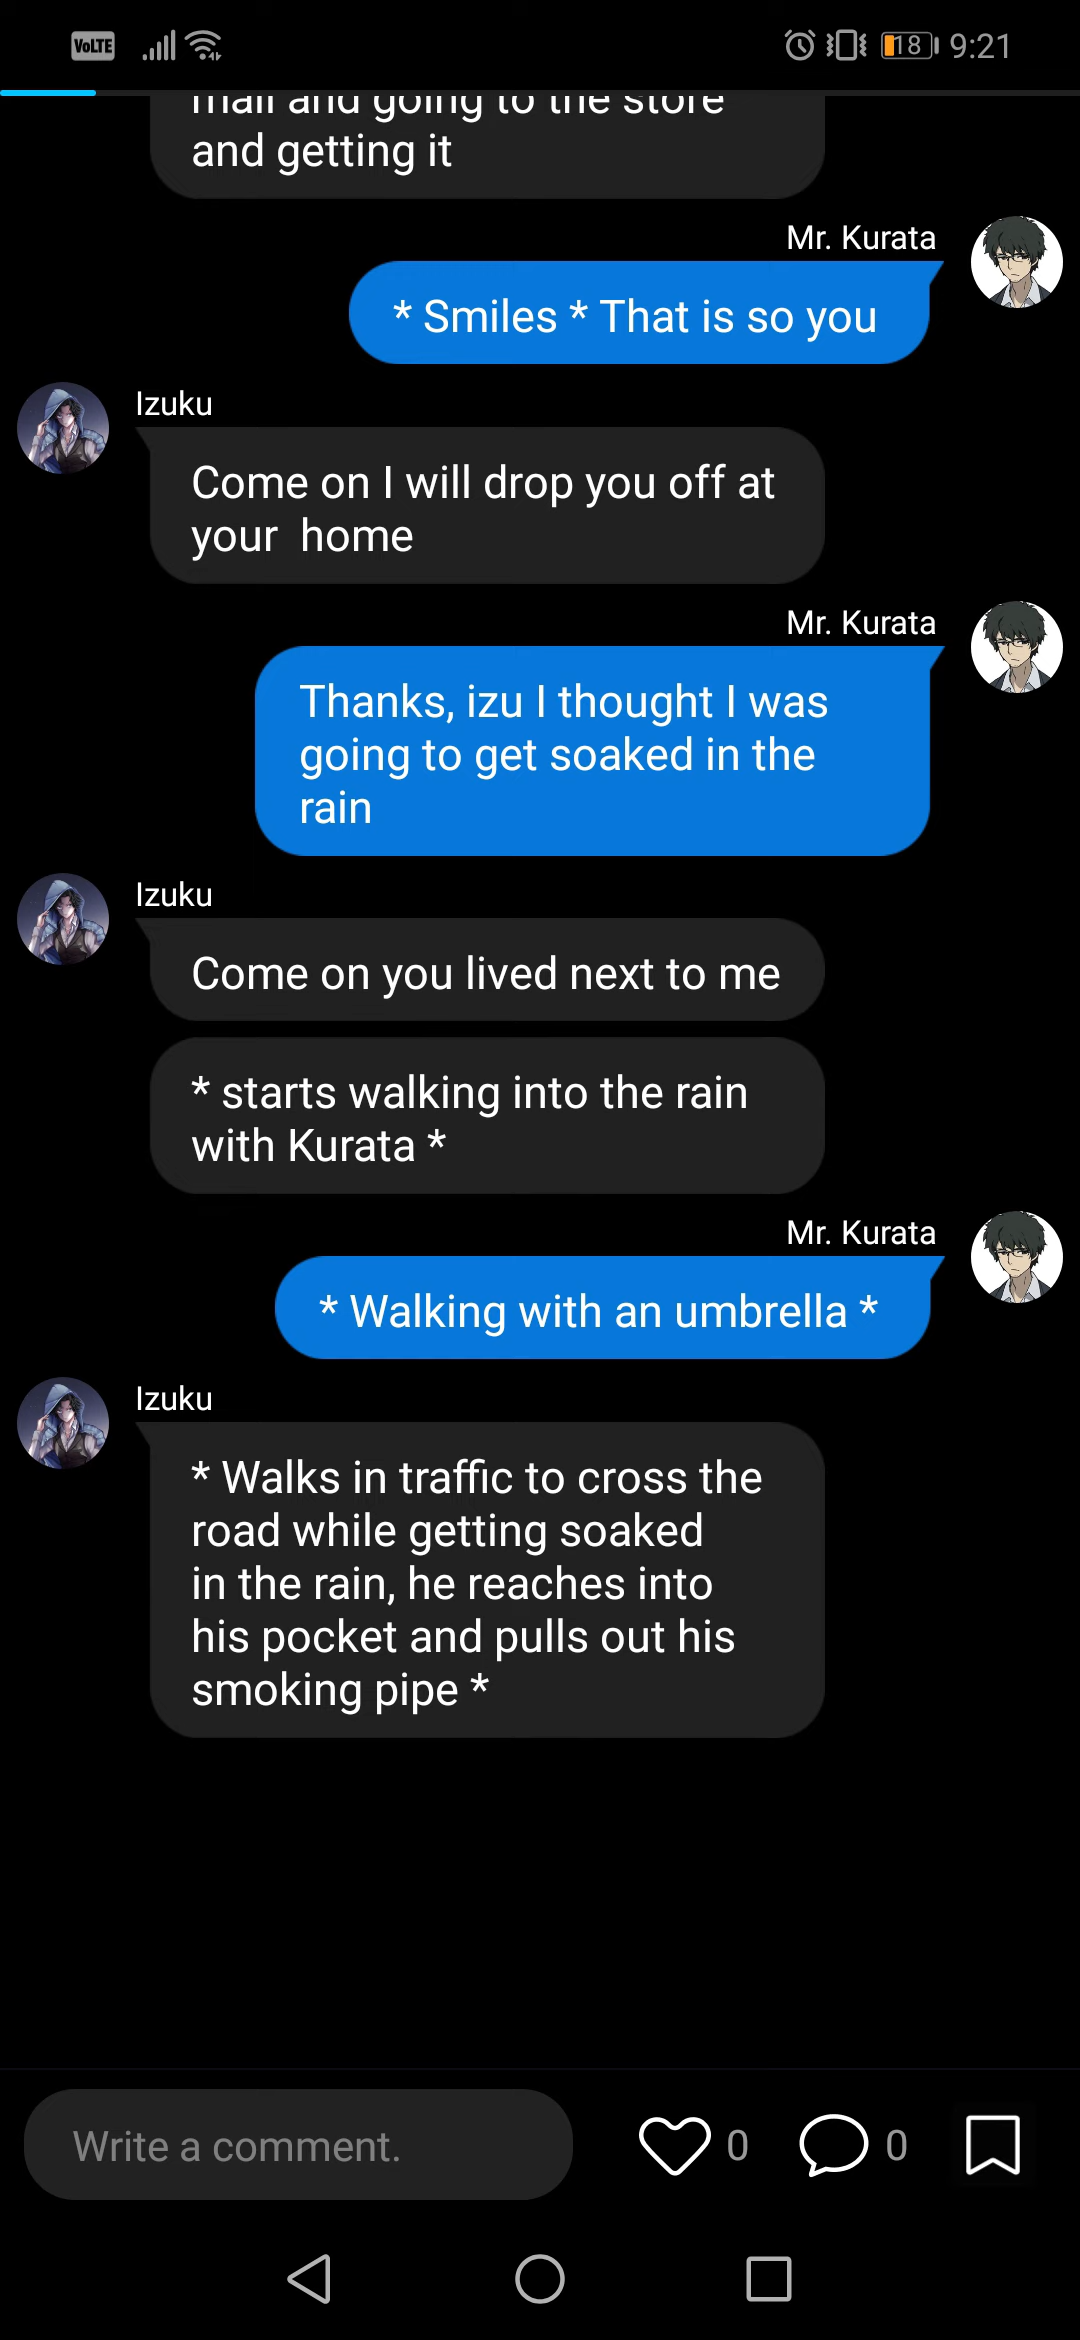 VoLTE
18
9:21
mall and going to the store
and getting it
Mr. Kurata
* Smiles * That is so you
Izuku
Come on I will drop you off at
your  home
Mr. Kurata
Thanks, izu I thought I was
going to get soaked in the
rain
Izuku
Come on you lived next to me
* starts walking into the rain
with Kurata *
Mr. Kurata
* Walking with an umbrella *
Izuku
* Walks in traffic to cross the
road while getting soaked
in the rain, he reaches into
his pocket and pulls out his
smoking pipe *
Write a comment.
0
0